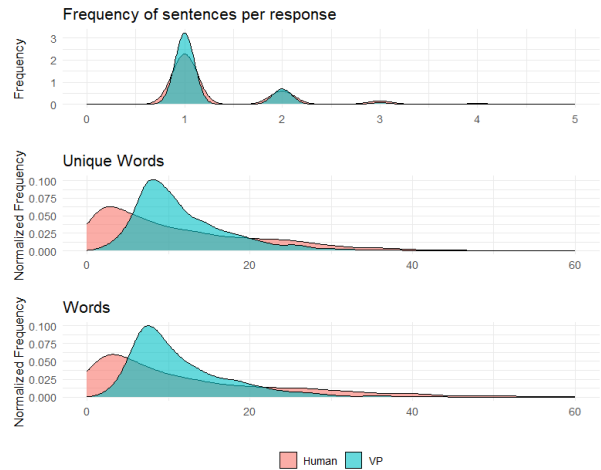 Frequency of sentences per response
Frequency
3
2
1
0
0 1 2 3 4 5
Unique Words
Normalized Frequency
0.100
0.075
0.050
0.025
0.000
0 20 40 60
Words
Normalized Frequency
0.100
0.075
0.050
0.025
0.000
0 20 40 60
Human VP